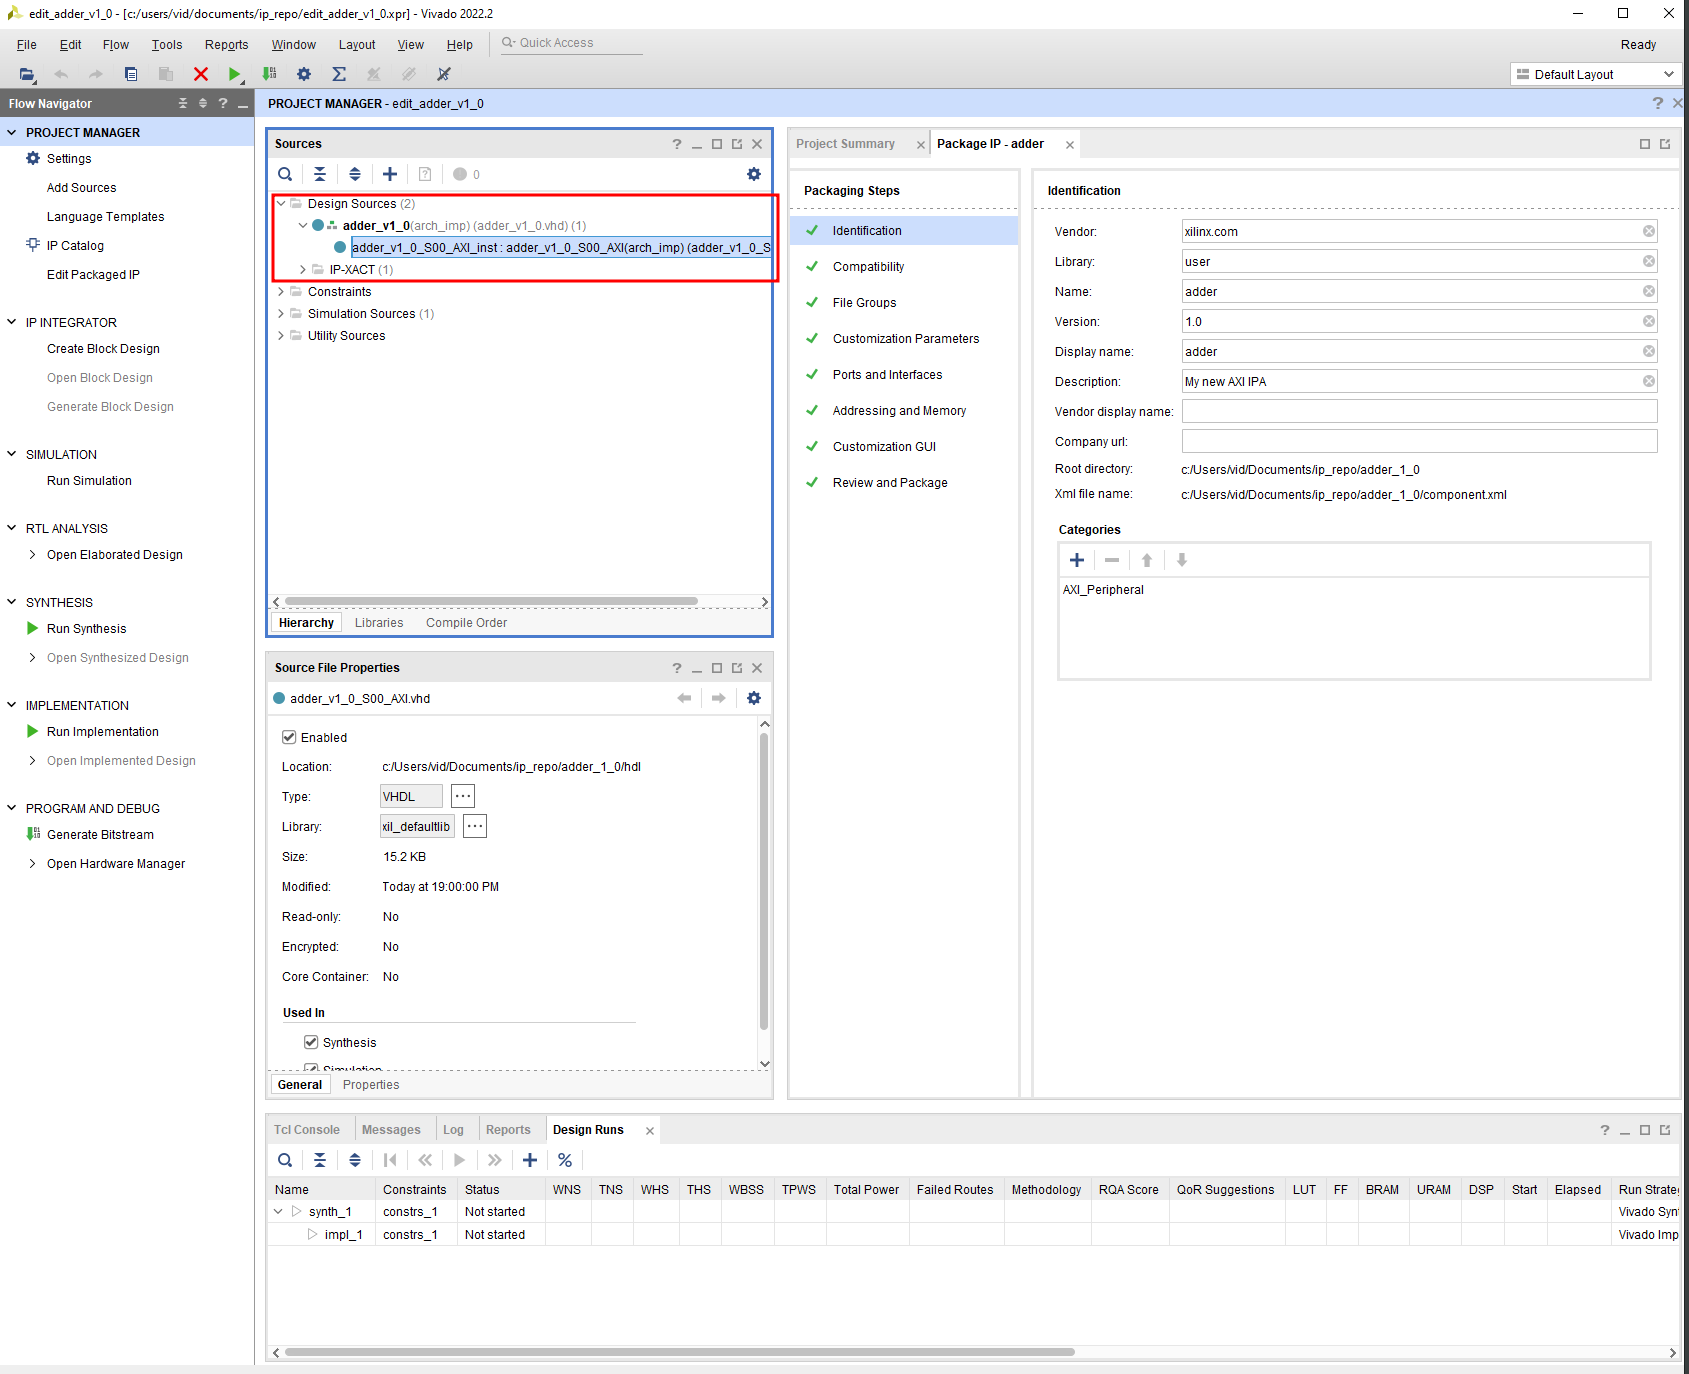 edit_adder_v1_0 - [c:/users/vid/documents/ip_repo/edit_adder_v1_0.xpr] - Vivado 2022.2
File Edit Flow Tools Reports Window Layout View Help Quick Access Ready
Default Layout
Flow Navigator
PROJECT MANAGER
Settings
Add Sources
Language Templates
IP Catalog
Edit Packaged IP
IP INTEGRATOR
Create Block Design
Open Block Design
Generate Block Design
SIMULATION
Run Simulation
RTL ANALYSIS
Open Elaborated Design
SYNTHESIS
Run Synthesis
Open Synthesized Design
IMPLEMENTATION
Run Implementation
Open Implemented Design
PROGRAM AND DEBUG
Generate Bitstream
Open Hardware Manager
PROJECT MANAGER - edit_adder_v1_0
Sources
0
Design Sources (2)
adder_v1_0(arch_imp) (adder_v1_0.vhd) (1)
adder_v1_0_S00_AXI_inst : adder_v1_0_S00_AXI(arch_imp) (adder_v1_0_S
IP-XACT (1)
Constraints
Simulation Sources (1)
Utility Sources
Hierarchy Libraries Compile Order
Source File Properties
adder_v1_0_S00_AXI.vhd
Enabled
Location: c:/Users/vid/Documents/ip_repo/adder_1_0/hdl
Type: VHDL ...
Library: xil_defaultlib ...
Size: 15.2 KB
Modified: Today at 19:00:00 PM
Read-only: No
Encrypted: No
Core Container: No
Used In
Synthesis
Simulation
General Properties
Project Summary Package IP - adder
Packaging Steps
Identification
Compatibility
File Groups
Customization Parameters
Ports and Interfaces
Addressing and Memory
Customization GUI
Review and Package
Identification
Vendor: xilinx.com
Library: user
Name: adder
Version: 1.0
Display name: adder
Description: My new AXI IPA
Vendor display name:
Company url:
Root directory: c:/Users/vid/Documents/ip_repo/adder_1_0
Xml file name: c:/Users/vid/Documents/ip_repo/adder_1_0/component.xml
Categories
AXI_Peripheral
Tcl Console Messages Log Reports Design Runs
Name Constraints Status WNS TNS WHS THS WBSS TPWS Total Power Failed Routes Methodology RQA Score QoR Suggestions LUT FF BRAM URAM DSP Start Elapsed Run Strate
synth_1 constrs_1 Not started Vivado Syn
impl_1 constrs_1 Not started Vivado Imp